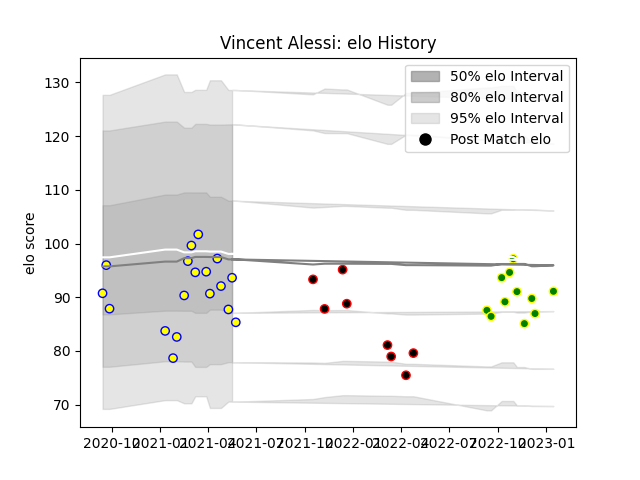 Vincent Alessi: elo History
50% elo Interval
80% elo Interval
95% elo Interval
Post Match elo
elo score
130
120
110
100
90
80
70
2020-10 2021-01 2021-04 2021-07 2021-10 2022-01 2022-04 2022-07 2022-10 2023-01